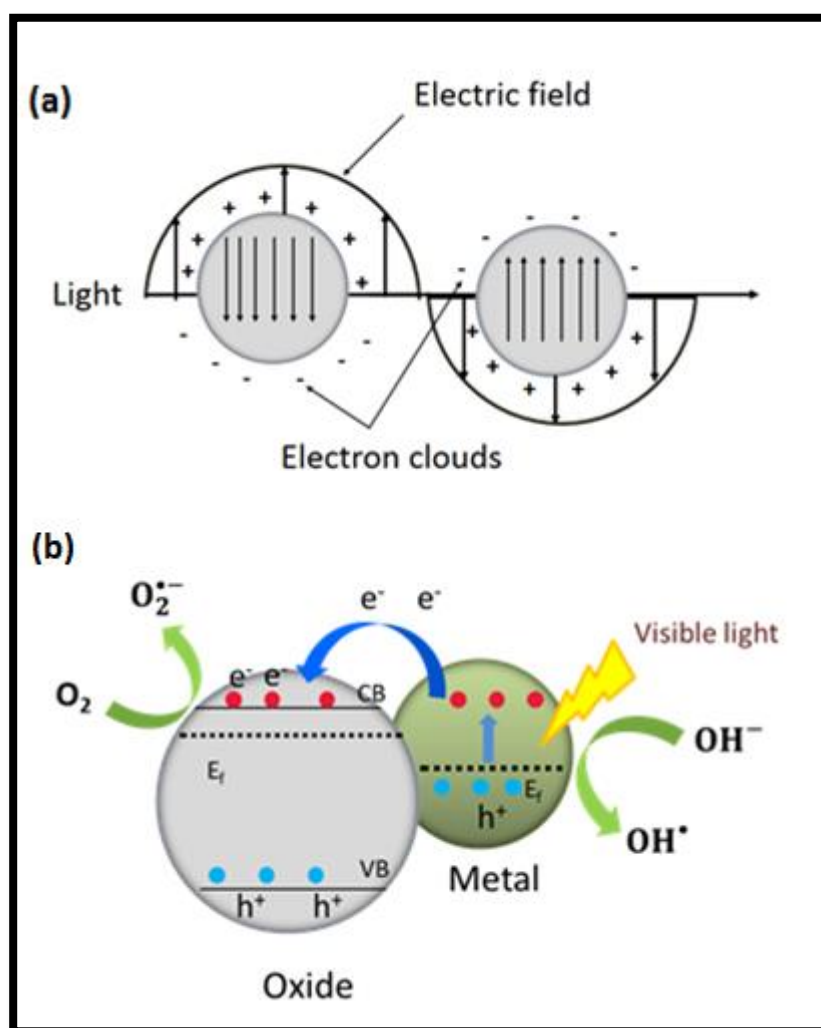 (a)
Electric field
+ + + + + + +
Light
- - - - - - -
- - - - - - -
+ + + + + + +
Electron clouds
(b)
O₂•−
e- e-
Visible light
O₂
e- e-
CB
OH−
Ef
Ef
h+
OH•
VB
Metal
h+ h+
Oxide